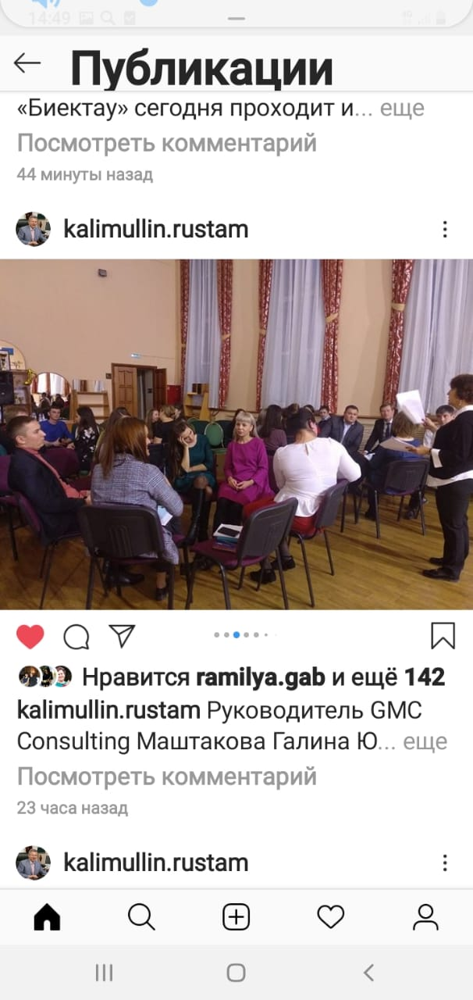 14:49
Публикации
«Биектау» сегодня проходит и... еще
Посмотреть комментарий
44 минуты назад
kalimullin.rustam
Нравится ramilya.gab и ещё 142
kalimullin.rustam Руководитель GMC
Consulting Маштакова Галина Ю... еще
Посмотреть комментарий
23 часа назад
kalimullin.rustam